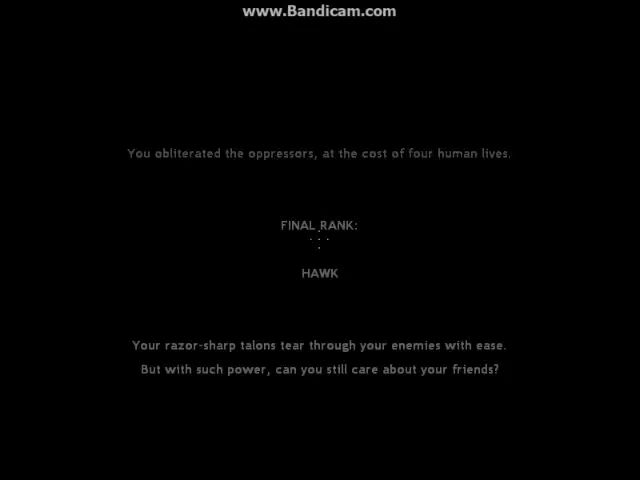 www.Bandicam.com
You obliterated the oppressors, at the cost of four human lives.
FINAL RANK:
HAWK
Your razor-sharp talons tear through your enemies with ease.
But with such power, can you still care about your friends?